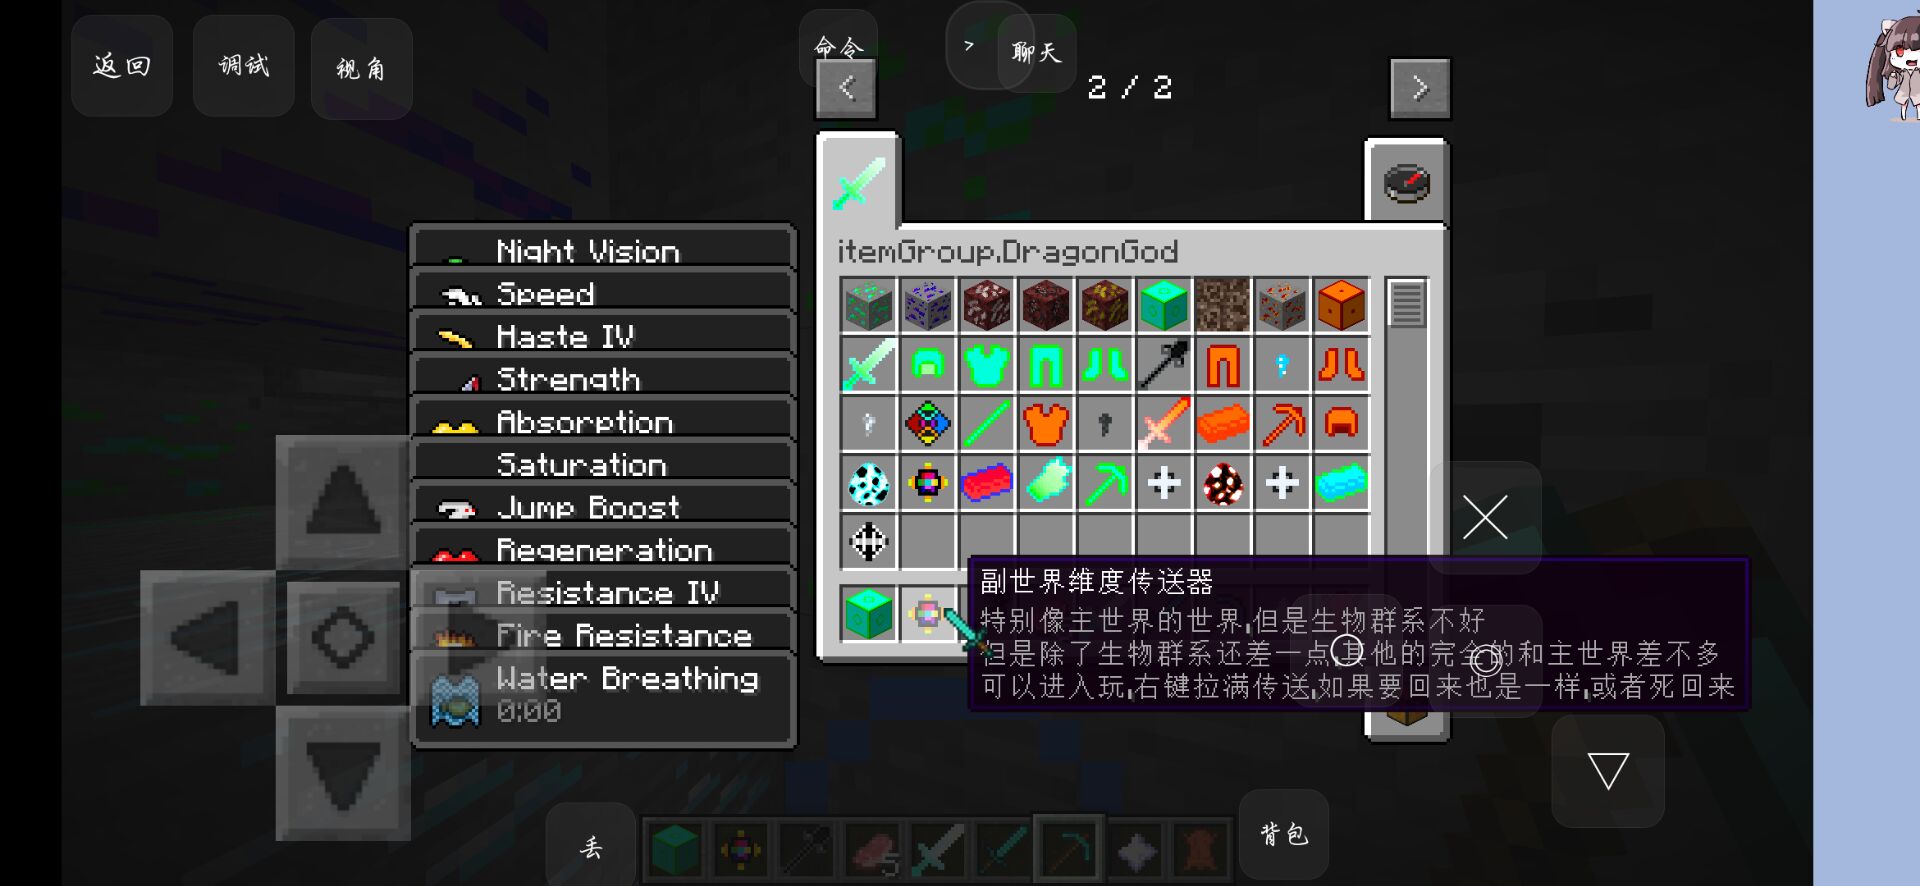 返回
调试
视角
命令
>
聊天
<
2 / 2
>
Night Vision
Speed
Haste IV
Strength
Absorption
Saturation
Jump Boost
Regeneration
Resistance IV
Fire Resistance
Water Breathing
0:00
itemGroup.DragonGod
副世界维度传送器
特别像主世界的世界,但是生物群系不好
但是除了生物群系还差一点,其他的完全的和主世界差不多
可以进入玩,右键拉满传送,如果要回来也是一样,或者死回来
丢
背包